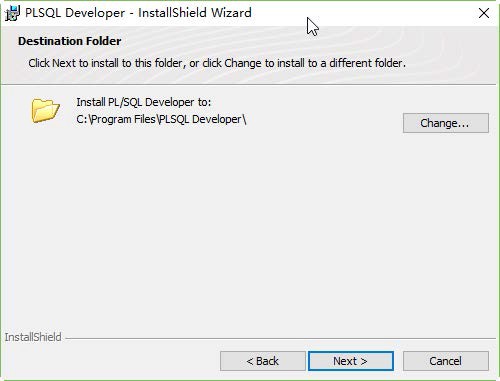 PLSQL Developer - InstallShield Wizard
Destination Folder
Click Next to install to this folder, or click Change to install to a different folder.
Install PL/SQL Developer to:
C:\Program Files\PLSQL Developer\
Change...
InstallShield
< Back
Next >
Cancel